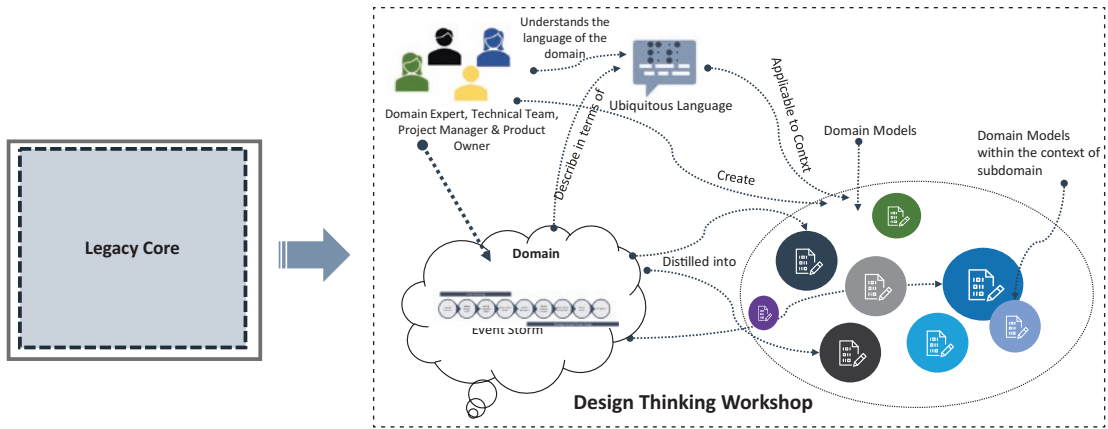 Understands the
language of the
domain
Domain Expert, Technical Team,
Project Manager & Product
Owner
Ubiquitous Language
Applicable to Contxt
Describe in terms of
Domain Models
Domain Models
within the context of
subdomain
Create
Legacy Core
Domain
Distilled into
Event Storm
Design Thinking Workshop